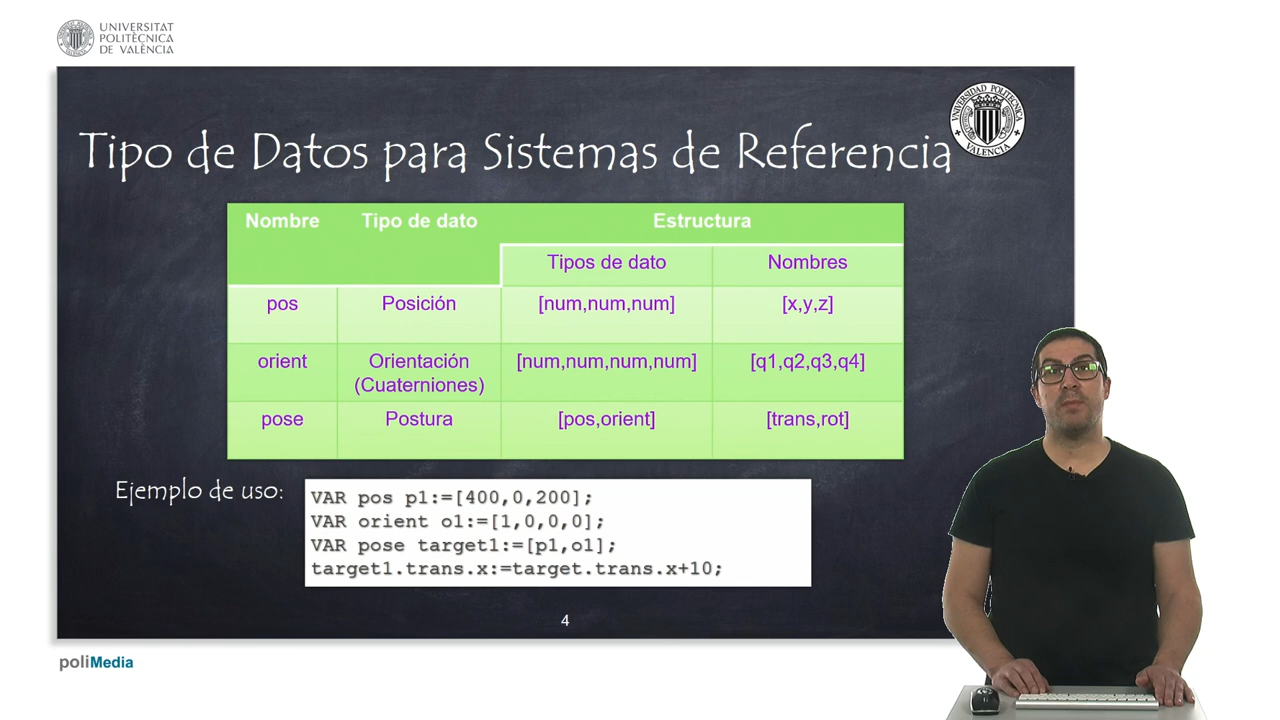 UNIVERSITAT
POLITÈCNICA
DE VALÈNCIA
UNIVERSIDAD POLITECNICA
VALENCIA
Tipo de Datos para Sistemas de Referencia
Nombre Tipo de dato Estructura
Tipos de dato Nombres
pos Posición [num,num,num] [x,y,z]
orient Orientación [num,num,num,num] [q1,q2,q3,q4]
(Cuaterniones)
pose Postura [pos,orient] [trans,rot]
Ejemplo de uso:
VAR pos p1:=[400,0,200];
VAR orient o1:=[1,0,0,0];
VAR pose target1:=[p1,o1];
target1.trans.x:=target.trans.x+10;
4
poliMedia